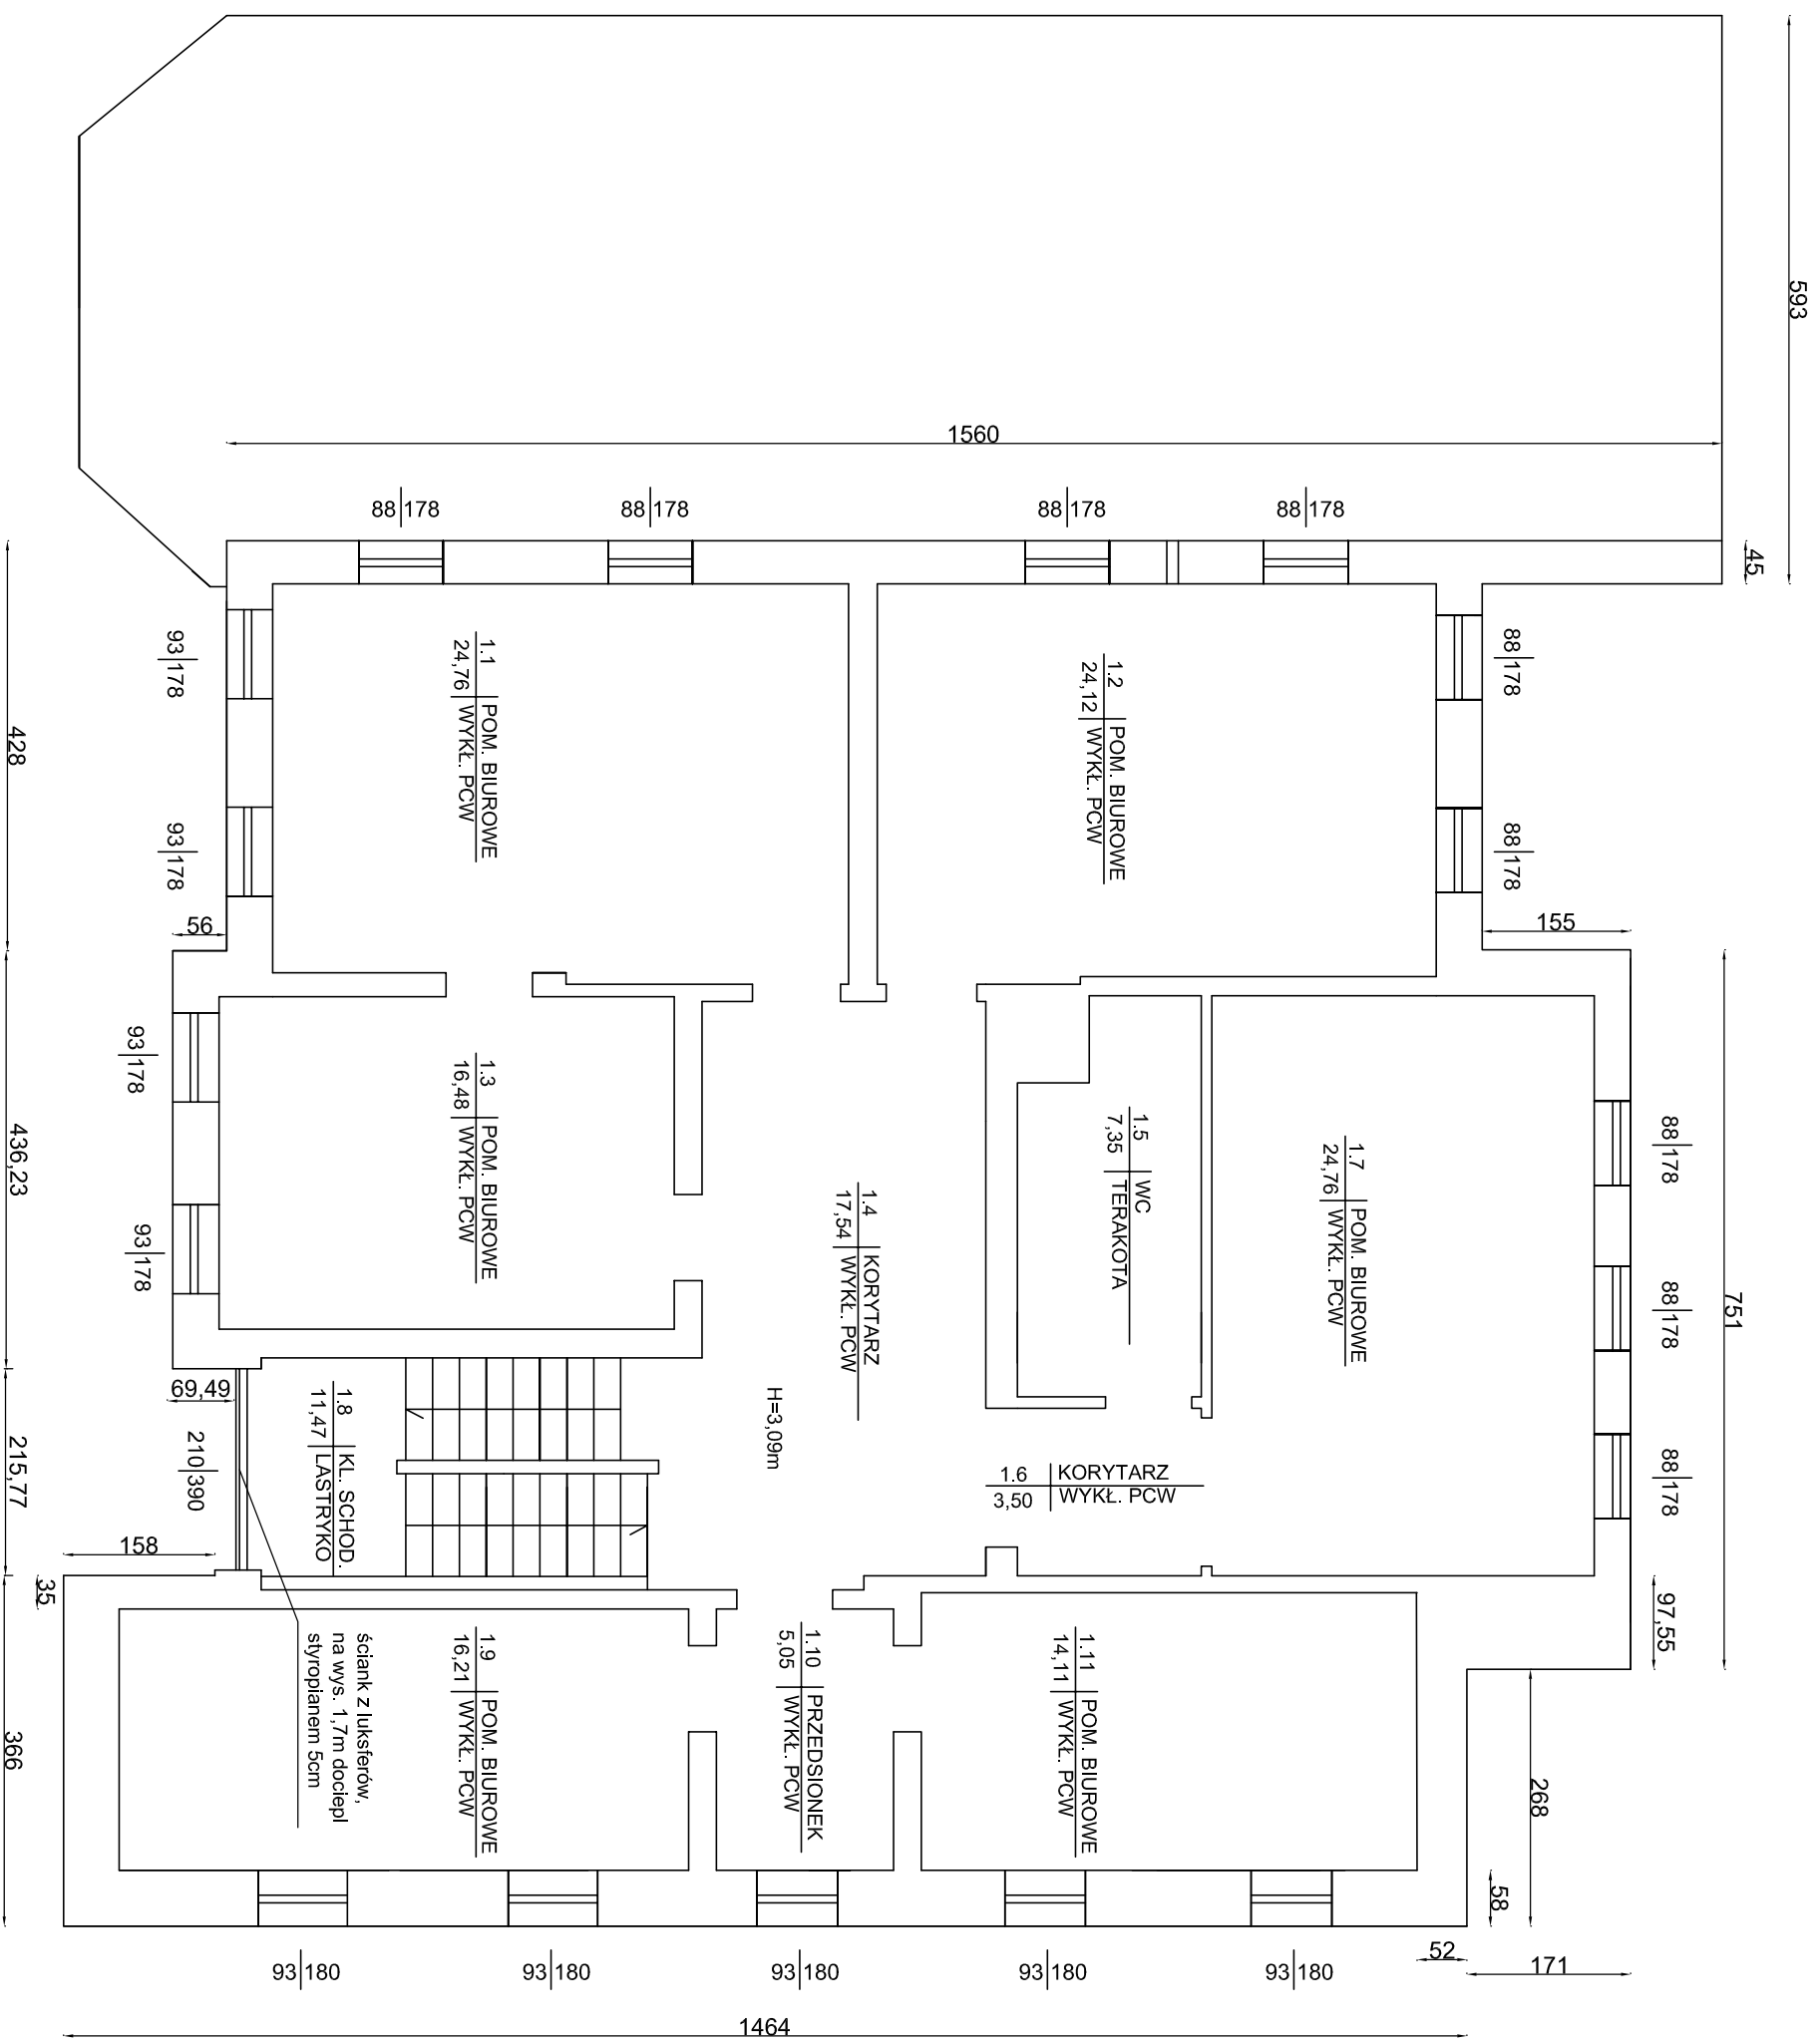 593
1560
88|178
88|178
88|178
88|178
45
93|178
93|178
88|178
88|178
1.1 POM. BIUROWE
24,76 WYKŁ. PCW
1.2 POM. BIUROWE
24,12 WYKŁ. PCW
428
56
155
93|178
93|178
1.3 POM. BIUROWE
16,48 WYKŁ. PCW
1.4 KORYTARZ
17,54 WYKŁ. PCW
1.5 WC
7,35 TERAKOTA
1.7 POM. BIUROWE
24,76 WYKŁ. PCW
88|178
88|178
88|178
436,23
751
H=3,09m
1.6 KORYTARZ
3,50 WYKŁ. PCW
69,49
210|390
1.8 KL. SCHOD.
11,47 LASTRYKO
215,77
158
35
97,55
ściank z luksferów,
na wys. 1,7m dociepl
styropianem 5cm
1.9 POM. BIUROWE
16,21 WYKŁ. PCW
1.10 PRZEDSIONEK
5,05 WYKŁ. PCW
1.11 POM. BIUROWE
14,11 WYKŁ. PCW
366
268
58
52
171
93|180
93|180
93|180
93|180
93|180
1464